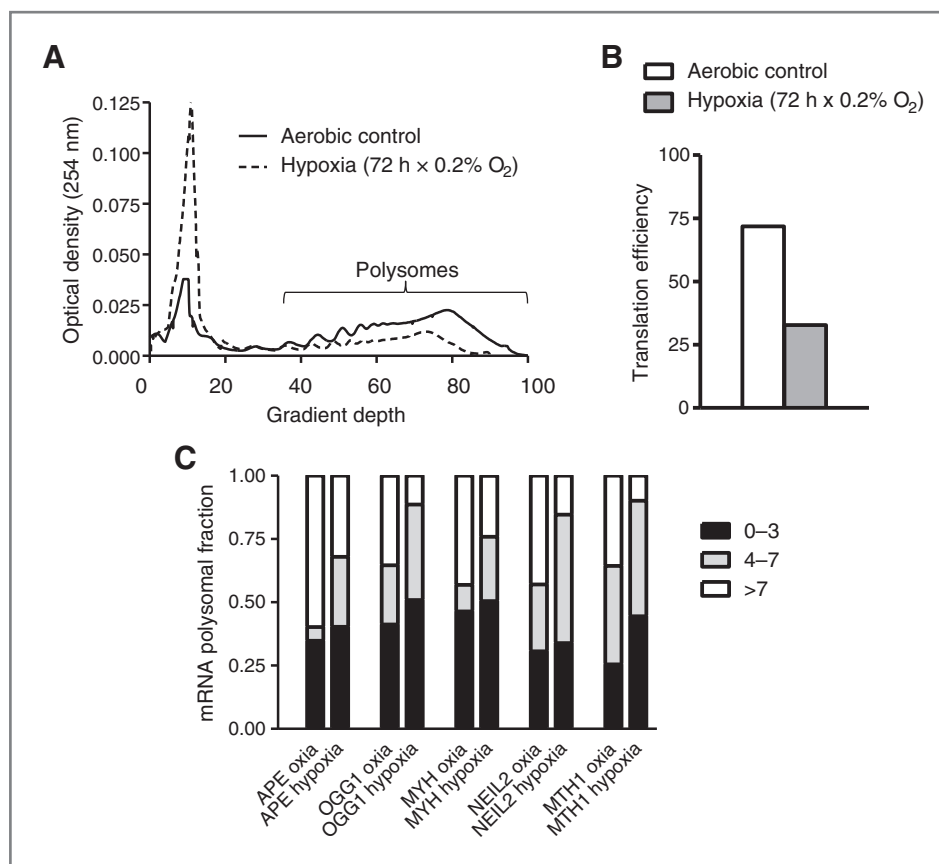 A
0.125
0.100
0.075
0.050
0.025
0.000
Optical density (254 nm)
Aerobic control
Hypoxia (72 h × 0.2% O₂)
Polysomes
0
20
40
60
80
100
Gradient depth
B
Aerobic control
Hypoxia (72 h x 0.2% O₂)
100
75
50
25
0
Translation efficiency
C
1.00
0.75
0.50
0.25
0.00
mRNA polysomal fraction
0–3
4–7
>7
APE oxia
APE hypoxia
OGG1 oxia
OGG1 hypoxia
MYH oxia
MYH hypoxia
NEIL2 oxia
NEIL2 hypoxia
MTH1 oxia
MTH1 hypoxia